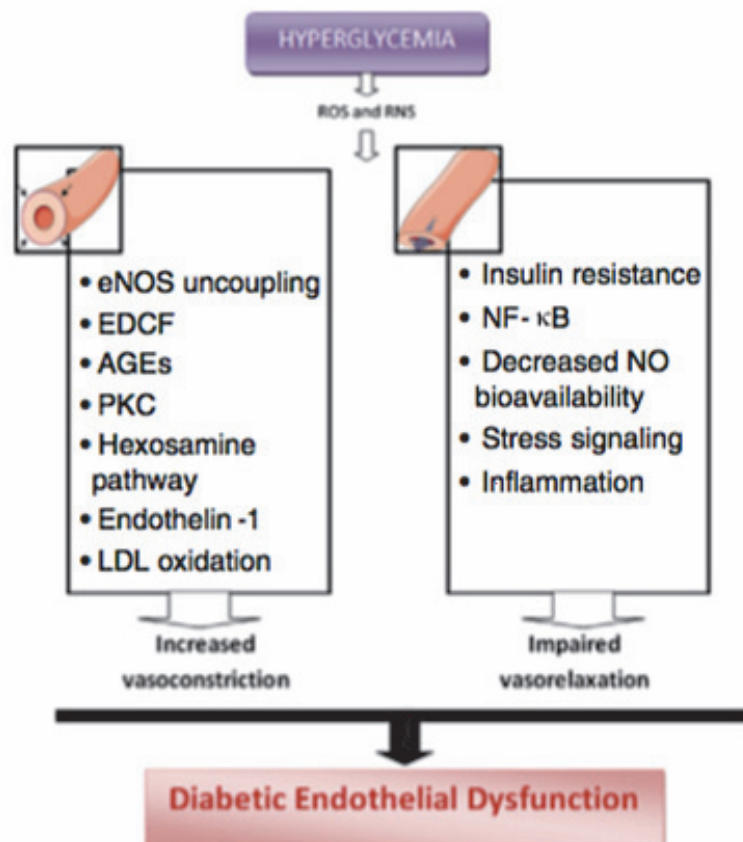 HYPERGLYCEMIA
ROS and RNS
• eNOS uncoupling
• EDCF
• AGEs
• PKC
• Hexosamine
pathway
• Endothelin -1
• LDL oxidation
Increased
vasoconstriction
• Insulin resistance
• NF- κB
• Decreased NO
bioavailability
• Stress signaling
• Inflammation
Impaired
vasorelaxation
Diabetic Endothelial Dysfunction